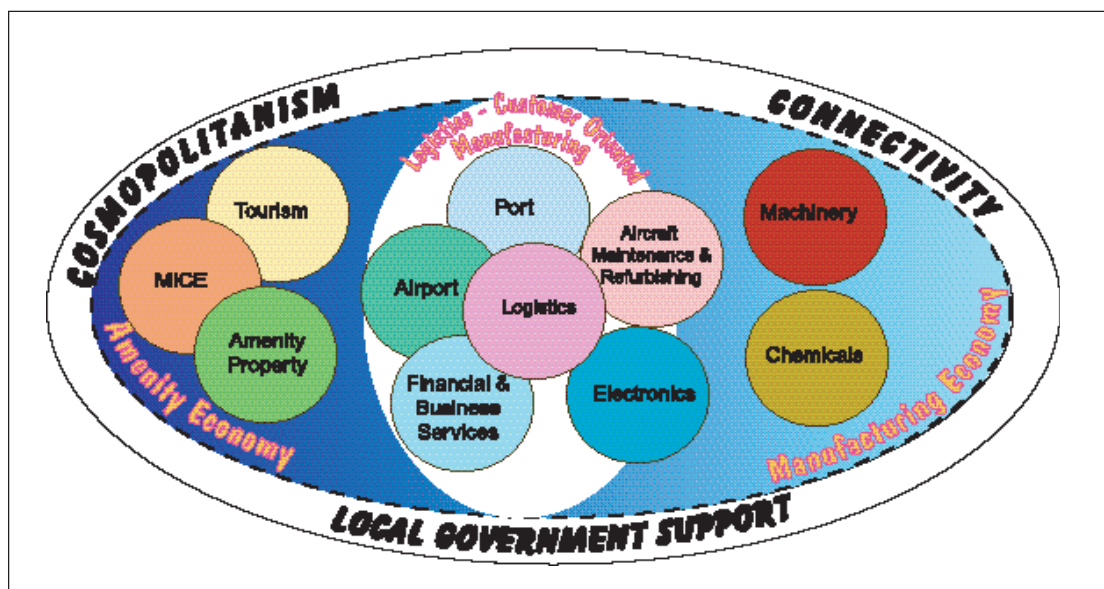 COSMOPOLITANISM
CONNECTIVITY
Logistics - Customer Oriented
Manufacturing
Tourism
MICE
Amenity
Property
Amenity Economy
Port
Airport
Logistics
Aircraft
Maintenance &
Refurbishing
Financial &
Business
Services
Electronics
Machinery
Chemicals
Manufacturing Economy
LOCAL GOVERNMENT SUPPORT